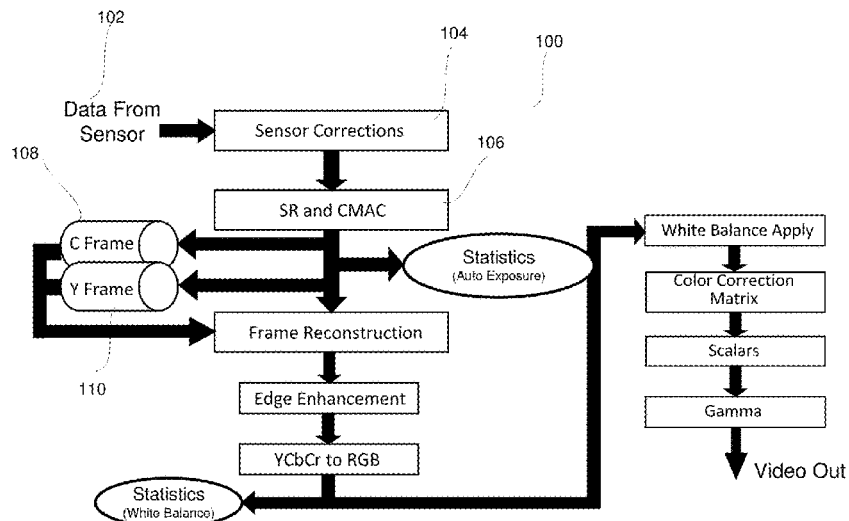 102
104
100
Data From
Sensor
Sensor Corrections
108
106
SR and CMAC
C Frame
Y Frame
Statistics
(Auto Exposure)
White Balance Apply
Color Correction
Matrix
Frame Reconstruction
Scalars
110
Edge Enhancement
Gamma
YCbCr to RGB
Video Out
Statistics
(White Balance)